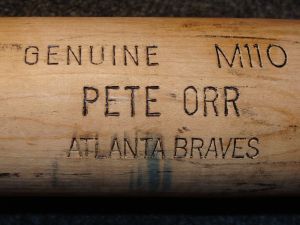 GENUINE M110
PETE ORR
ATLANTA BRAVES